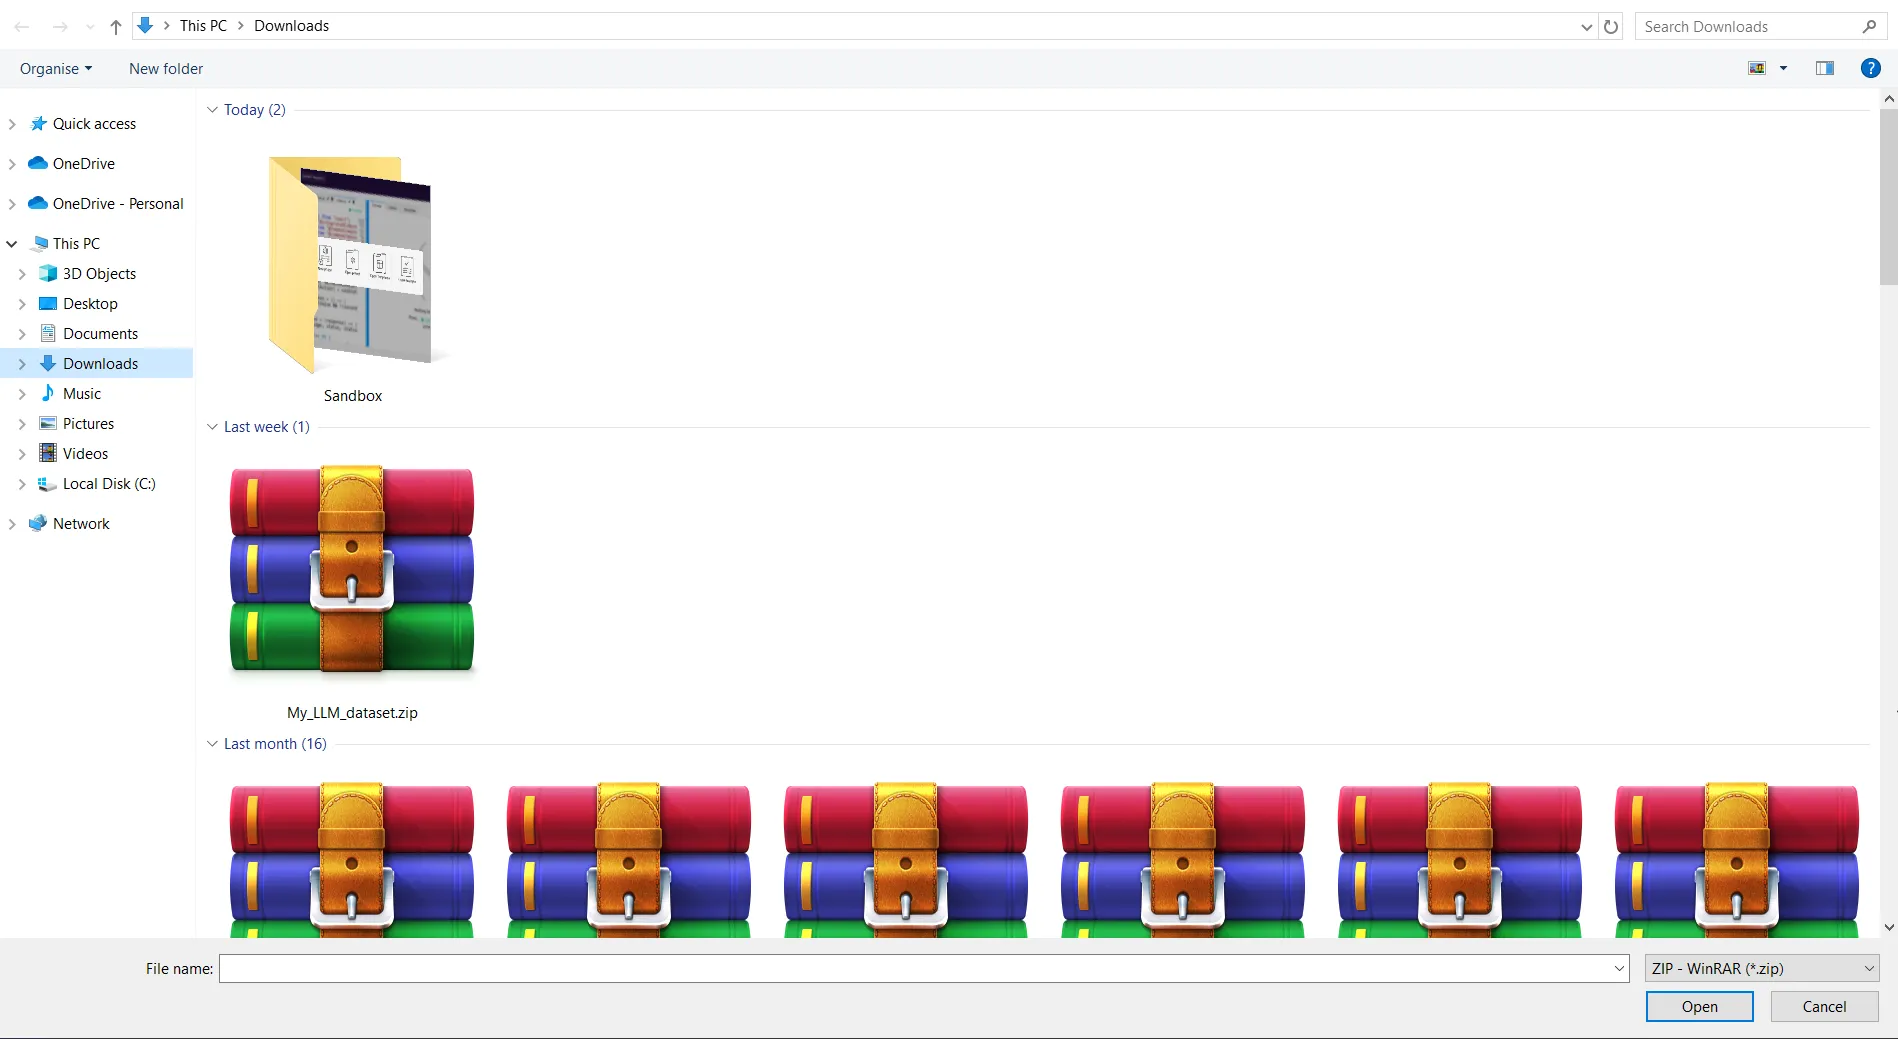 This PC
Downloads
Search Downloads
Organise
New folder
?
Quick access
OneDrive
OneDrive - Personal
This PC
3D Objects
Desktop
Documents
Downloads
Music
Pictures
Videos
Local Disk (C:)
Network
Today (2)
Sandbox
Last week (1)
My_LLM_dataset.zip
Last month (16)
File name:
ZIP - WinRAR (*.zip)
Open
Cancel